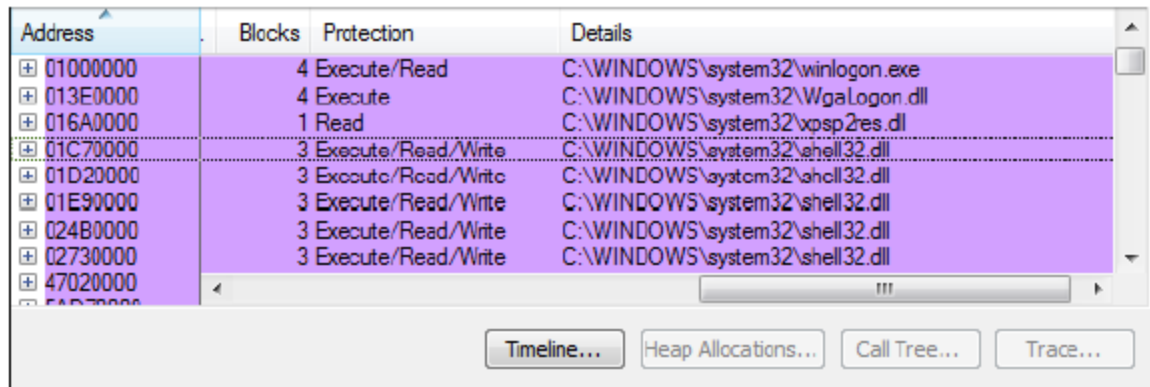 Address . Blocks Protection Details
01000000 4 Execute/Read C:\WINDOWS\system32\winlogon.exe
013E0000 4 Execute C:\WINDOWS\system32\WgaLogon.dll
016A0000 1 Read C:\WINDOWS\system32\xpsp2res.dll
01C70000 3 Execute/Read/Write C:\WINDOWS\system32\shell32.dll
01D20000 3 Execute/Read/Write C:\WINDOWS\system32\shell32.dll
01E90000 3 Execute/Read/Write C:\WINDOWS\system32\shell32.dll
024B0000 3 Execute/Read/Write C:\WINDOWS\system32\shell32.dll
02730000 3 Execute/Read/Write C:\WINDOWS\system32\shell32.dll
47020000
Timeline... Heap Allocations... Call Tree... Trace...